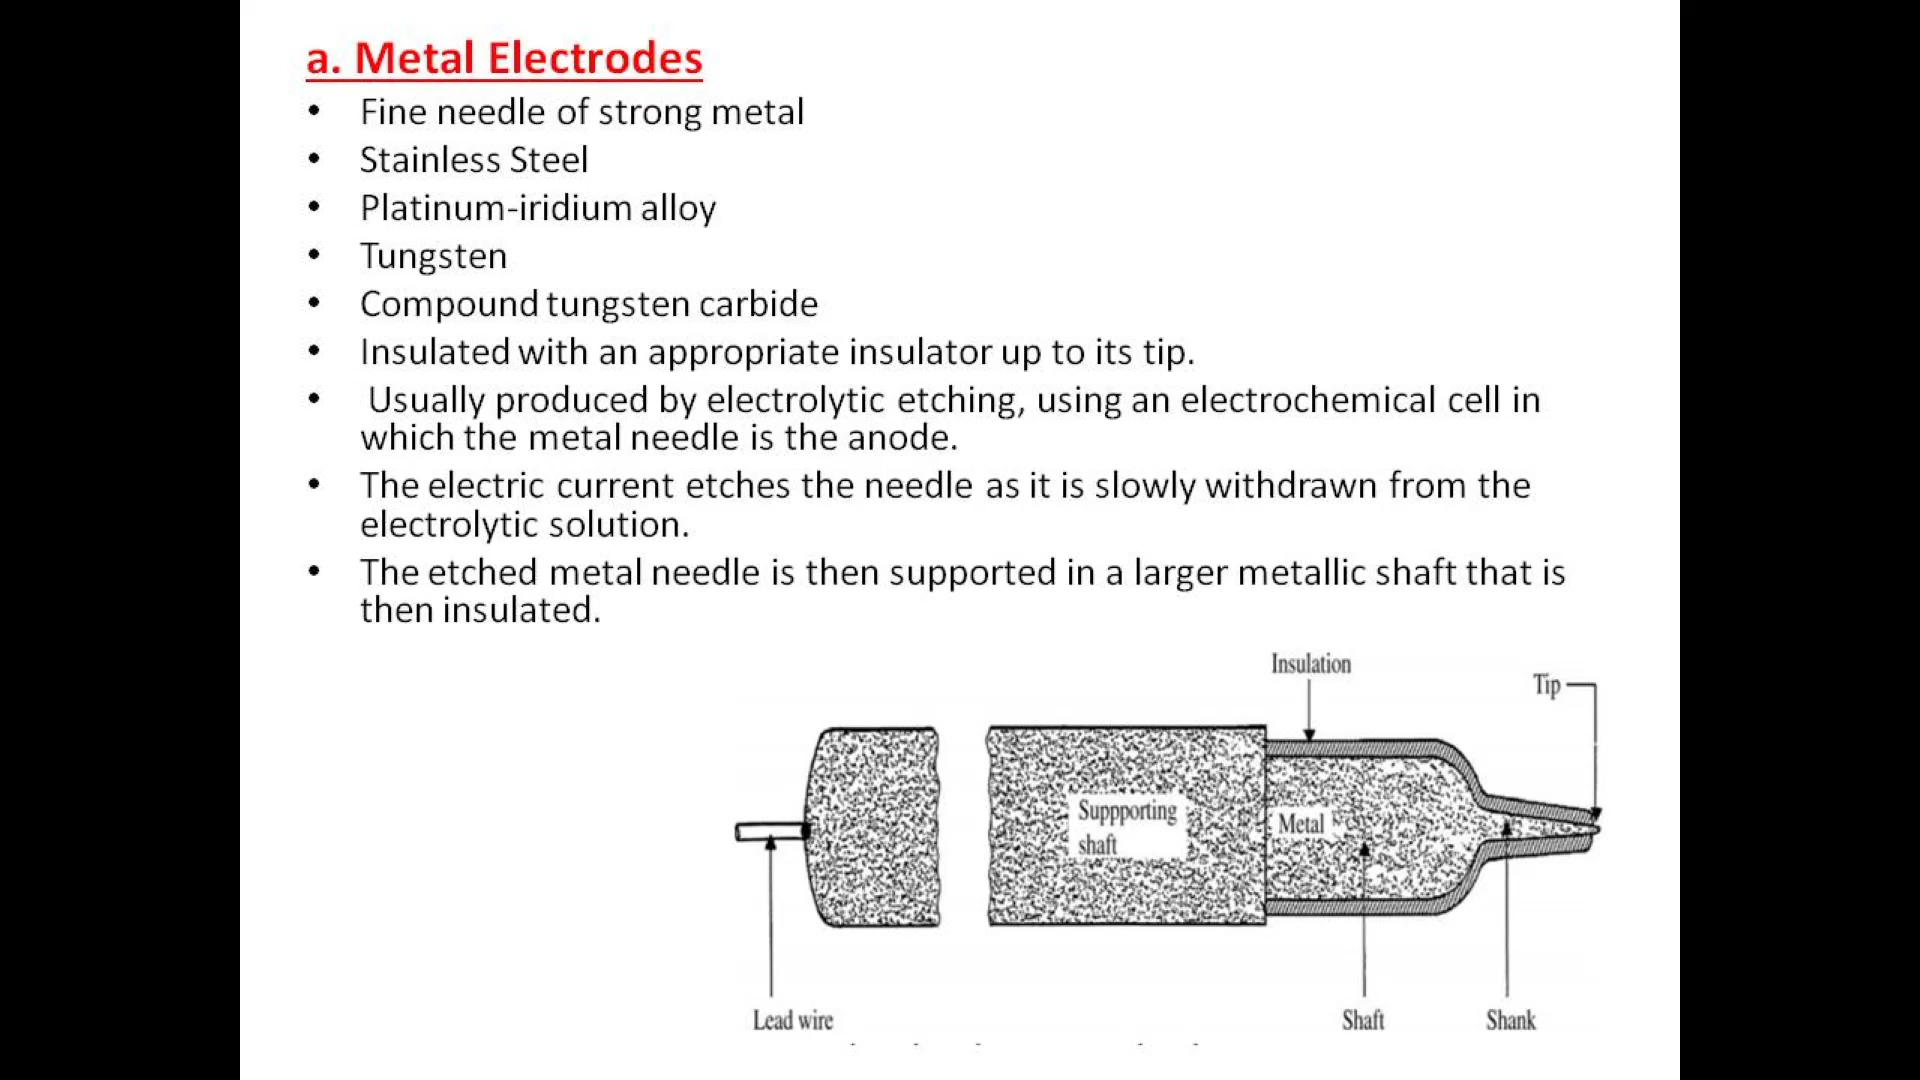 a. Metal Electrodes
• Fine needle of strong metal
• Stainless Steel
• Platinum-iridium alloy
• Tungsten
• Compound tungsten carbide
• Insulated with an appropriate insulator up to its tip.
• Usually produced by electrolytic etching, using an electrochemical cell in
which the metal needle is the anode.
• The electric current etches the needle as it is slowly withdrawn from the
electrolytic solution.
• The etched metal needle is then supported in a larger metallic shaft that is
then insulated.
Insulation
Tip
Suppporting
shaft
Metal
Lead wire
Shaft
Shank